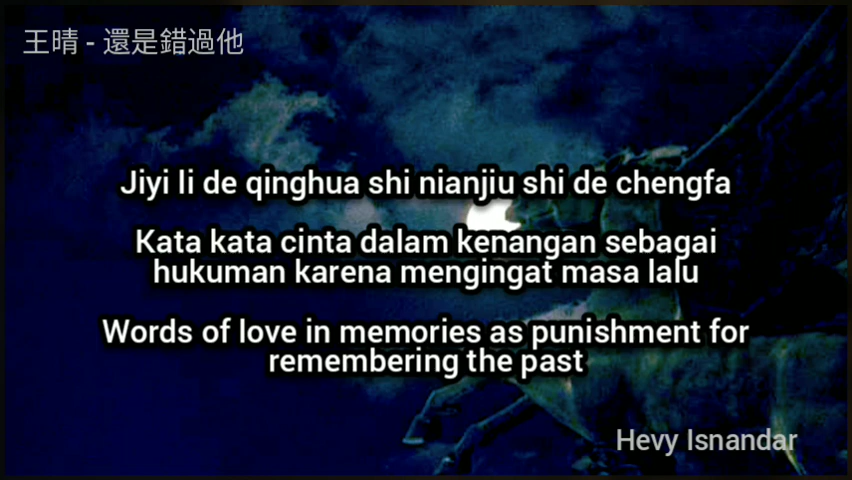 王晴 - 還是錯過他
Jiyi li de qinghua shi nianjiu shi de chengfa
Kata kata cinta dalam kenangan sebagai
hukuman karena mengingat masa lalu
Words of love in memories as punishment for
remembering the past
Hevy Isnandar